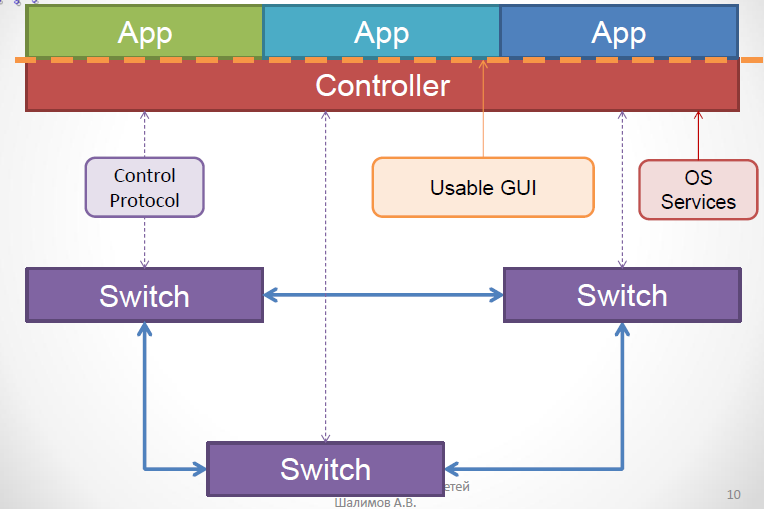 App
App
App
Controller
Control
Protocol
Usable GUI
OS
Services
Switch
Switch
Switch
Шалимов А.В.
10